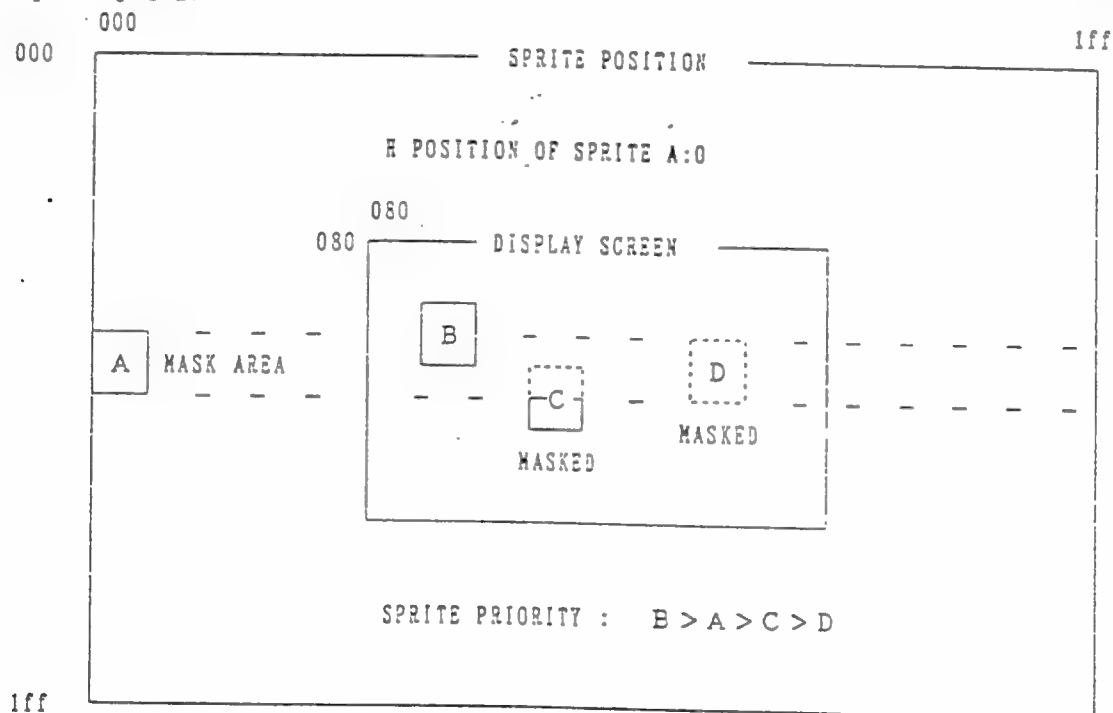 000
000 1ff
SPRITE POSITION
H POSITION OF SPRITE A:0
080
080 DISPLAY SCREEN
B
A MASK AREA D
C
MASKED
MASKED
SPRITE PRIORITY : B > A > C > D
1ff